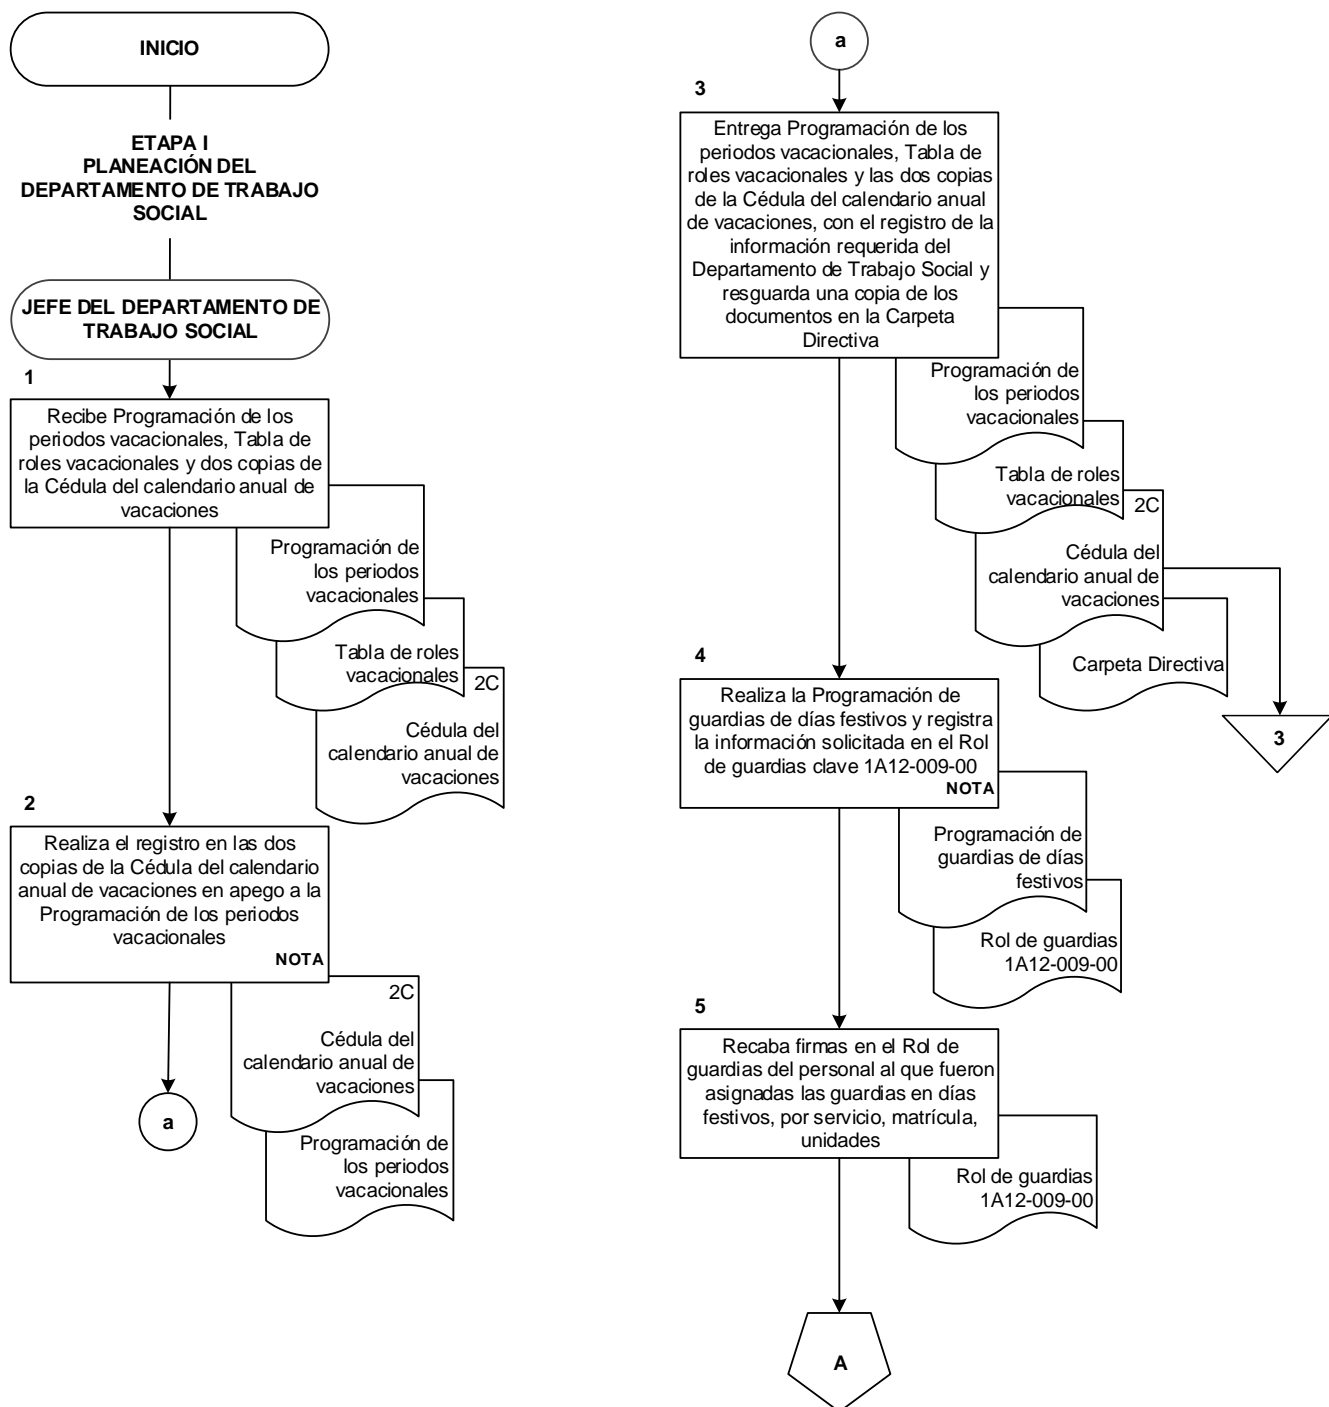 INICIO
ETAPA I
PLANEACIÓN DEL
DEPARTAMENTO DE TRABAJO
SOCIAL
JEFE DEL DEPARTAMENTO DE
TRABAJO SOCIAL
1
Recibe Programación de los
periodos vacacionales, Tabla de
roles vacacionales y dos copias de
la Cédula del calendario anual de
vacaciones
Programación de
los periodos
vacacionales
Tabla de roles
vacacionales
2C
Cédula del
calendario anual de
vacaciones
2
Realiza el registro en las dos
copias de la Cédula del calendario
anual de vacaciones en apego a la
Programación de los periodos
vacacionales
NOTA
2C
Cédula del
calendario anual de
vacaciones
Programación de
los periodos
vacacionales
a
a
3
Entrega Programación de los
periodos vacacionales, Tabla de
roles vacacionales y las dos copias
de la Cédula del calendario anual
de vacaciones, con el registro de la
información requerida del
Departamento de Trabajo Social y
resguarda una copia de los
documentos en la Carpeta
Directiva
Programación de
los periodos
vacacionales
Tabla de roles
vacacionales
2C
Cédula del
calendario anual de
vacaciones
Carpeta Directiva
3
4
Realiza la Programación de
guardias de días festivos y registra
la información solicitada en el Rol
de guardias clave 1A12-009-00
NOTA
Programación de
guardias de días
festivos
Rol de guardias
1A12-009-00
5
Recaba firmas en el Rol de
guardias del personal al que fueron
asignadas las guardias en días
festivos, por servicio, matrícula,
unidades
Rol de guardias
1A12-009-00
A